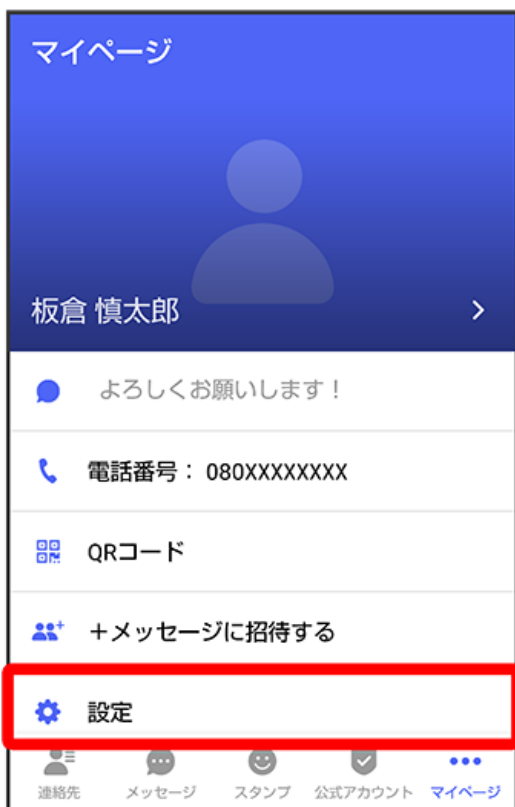 マイページ
板倉 慎太郎
よろしくお願いします！
電話番号： 080XXXXXXXX
QRコード
＋メッセージに招待する
設定
連絡先 メッセージ スタンプ 公式アカウント マイページ